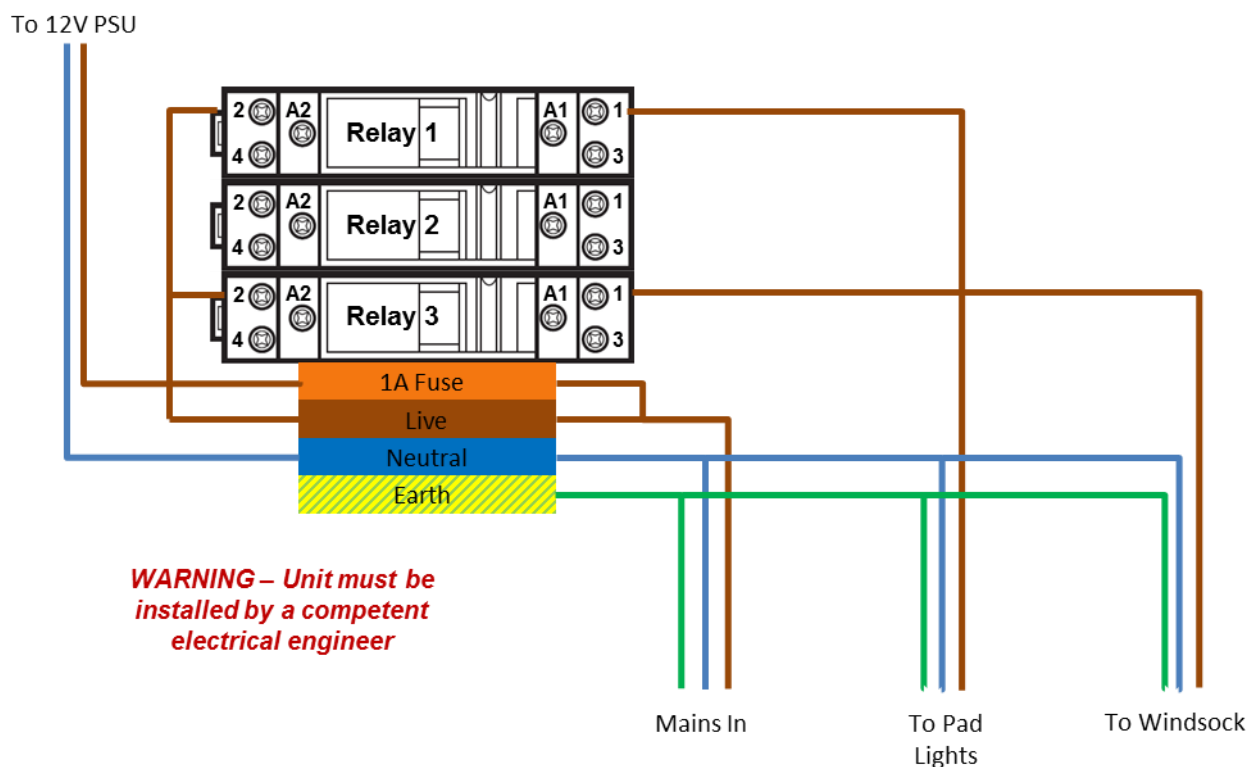 To 12V PSU
2 A2 A1 1
Relay 1
4 3
2 A2 A1 1
Relay 2
4 3
2 A2 A1 1
Relay 3
4 3
1A Fuse
Live
Neutral
Earth
WARNING – Unit must be
installed by a competent
electrical engineer
Mains In
To Pad
Lights
To Windsock